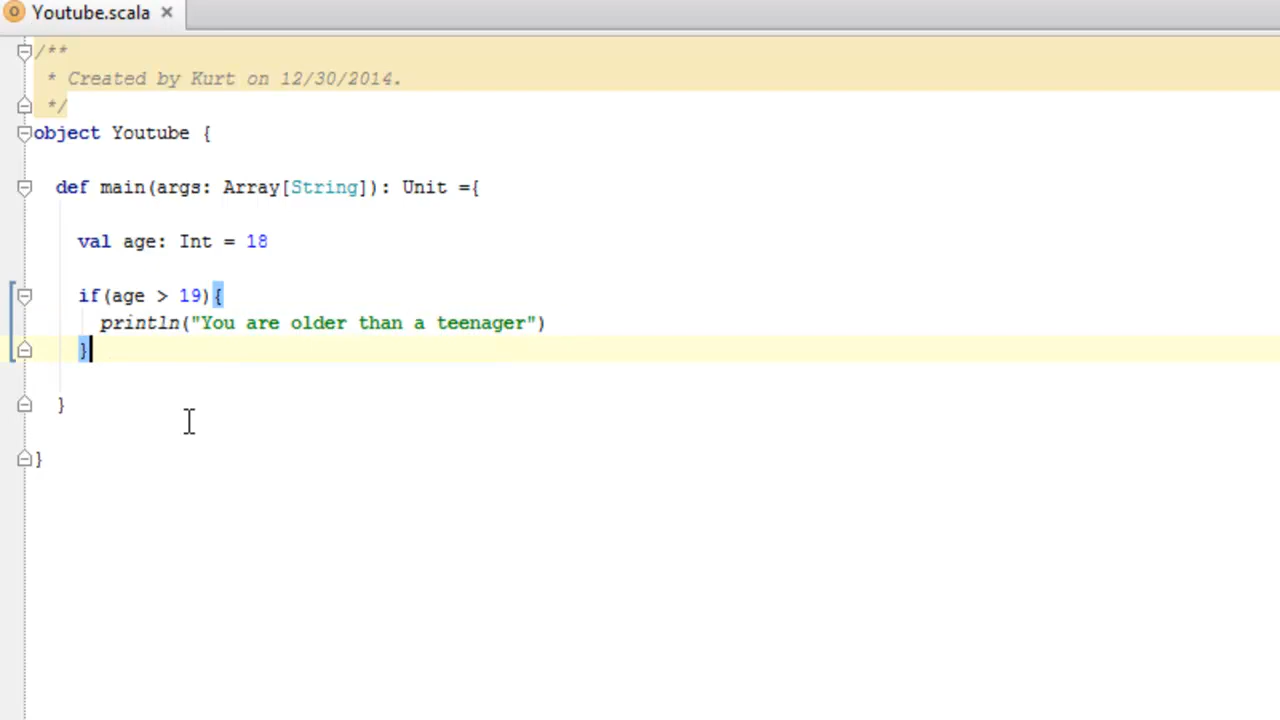 Youtube.scala
/**
 * Created by Kurt on 12/30/2014.
 */
object Youtube {
  def main(args: Array[String]): Unit ={
    val age: Int = 18
    if(age > 19){
      println("You are older than a teenager")
    }
  }
}